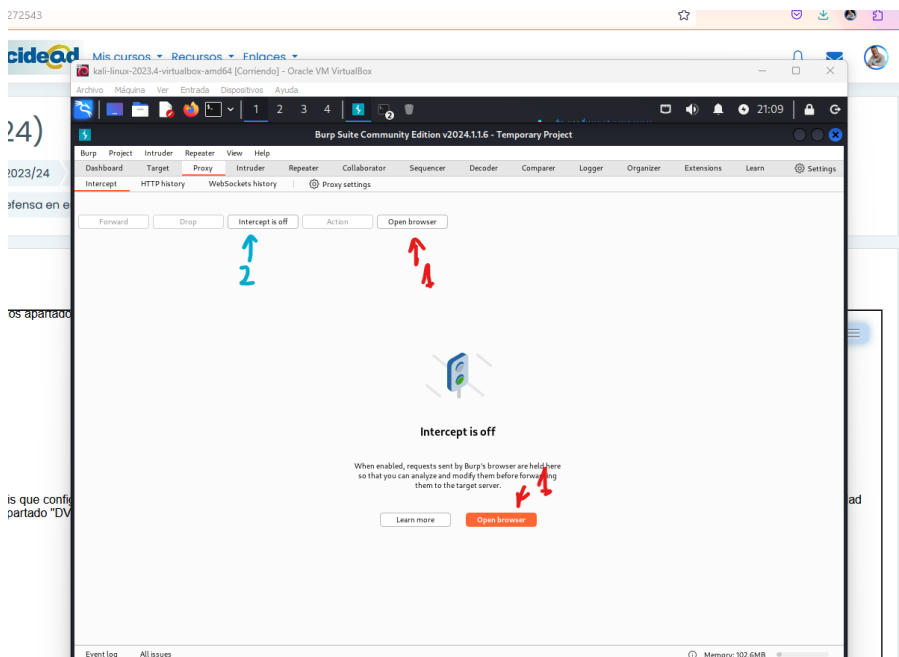 272543
cidead
Mis cursos Recursos Enlaces
kali-linux-2023.4-virtualbox-amd64 [Corriendo] - Oracle VM VirtualBox
Archivo Máquina Ver Entrada Dispositivos Ayuda
1 2 3 4 2 21:09
24)
Burp Suite Community Edition v2024.1.1.6 - Temporary Project
Burp Project Intruder Repeater View Help
2023/24
Dashboard Target Proxy Intruder Repeater Collaborator Sequencer Decoder Comparer Logger Organizer Extensions Learn Settings
Intercept HTTP history WebSockets history Proxy settings
efensa en e
Forward Drop Intercept is off Action Open browser
2 1
os apartado
Intercept is off
When enabled, requests sent by Burp's browser are held here
so that you can analyze and modify them before forwarding
them to the target server.
1
is que config
ad
partado "DV
Learn more Open browser
Event log All issues Memory: 102.6MB